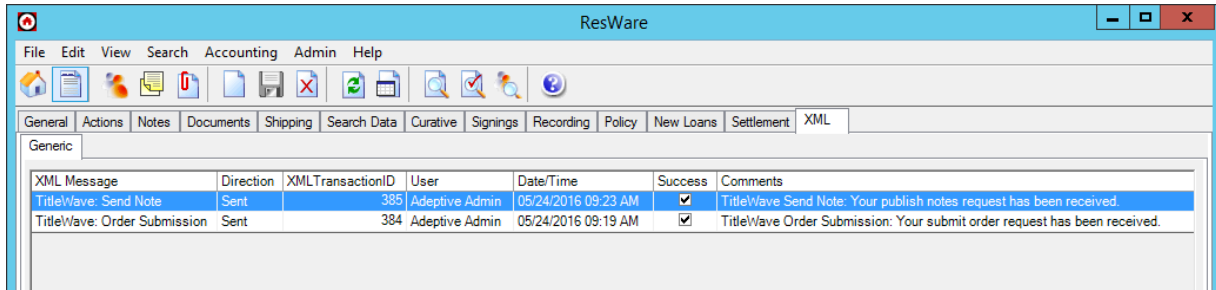 ResWare
File Edit View Search Accounting Admin Help
General Actions Notes Documents Shipping Search Data Curative Signings Recording Policy New Loans Settlement XML
Generic
XML Message Direction XMLTransactionID User Date/Time Success Comments
TitleWave: Send Note Sent 385 Adeptive Admin 05/24/2016 09:23 AM TitleWave Send Note: Your publish notes request has been received.
TitleWave: Order Submission Sent 384 Adeptive Admin 05/24/2016 09:19 AM TitleWave Order Submission: Your submit order request has been received.